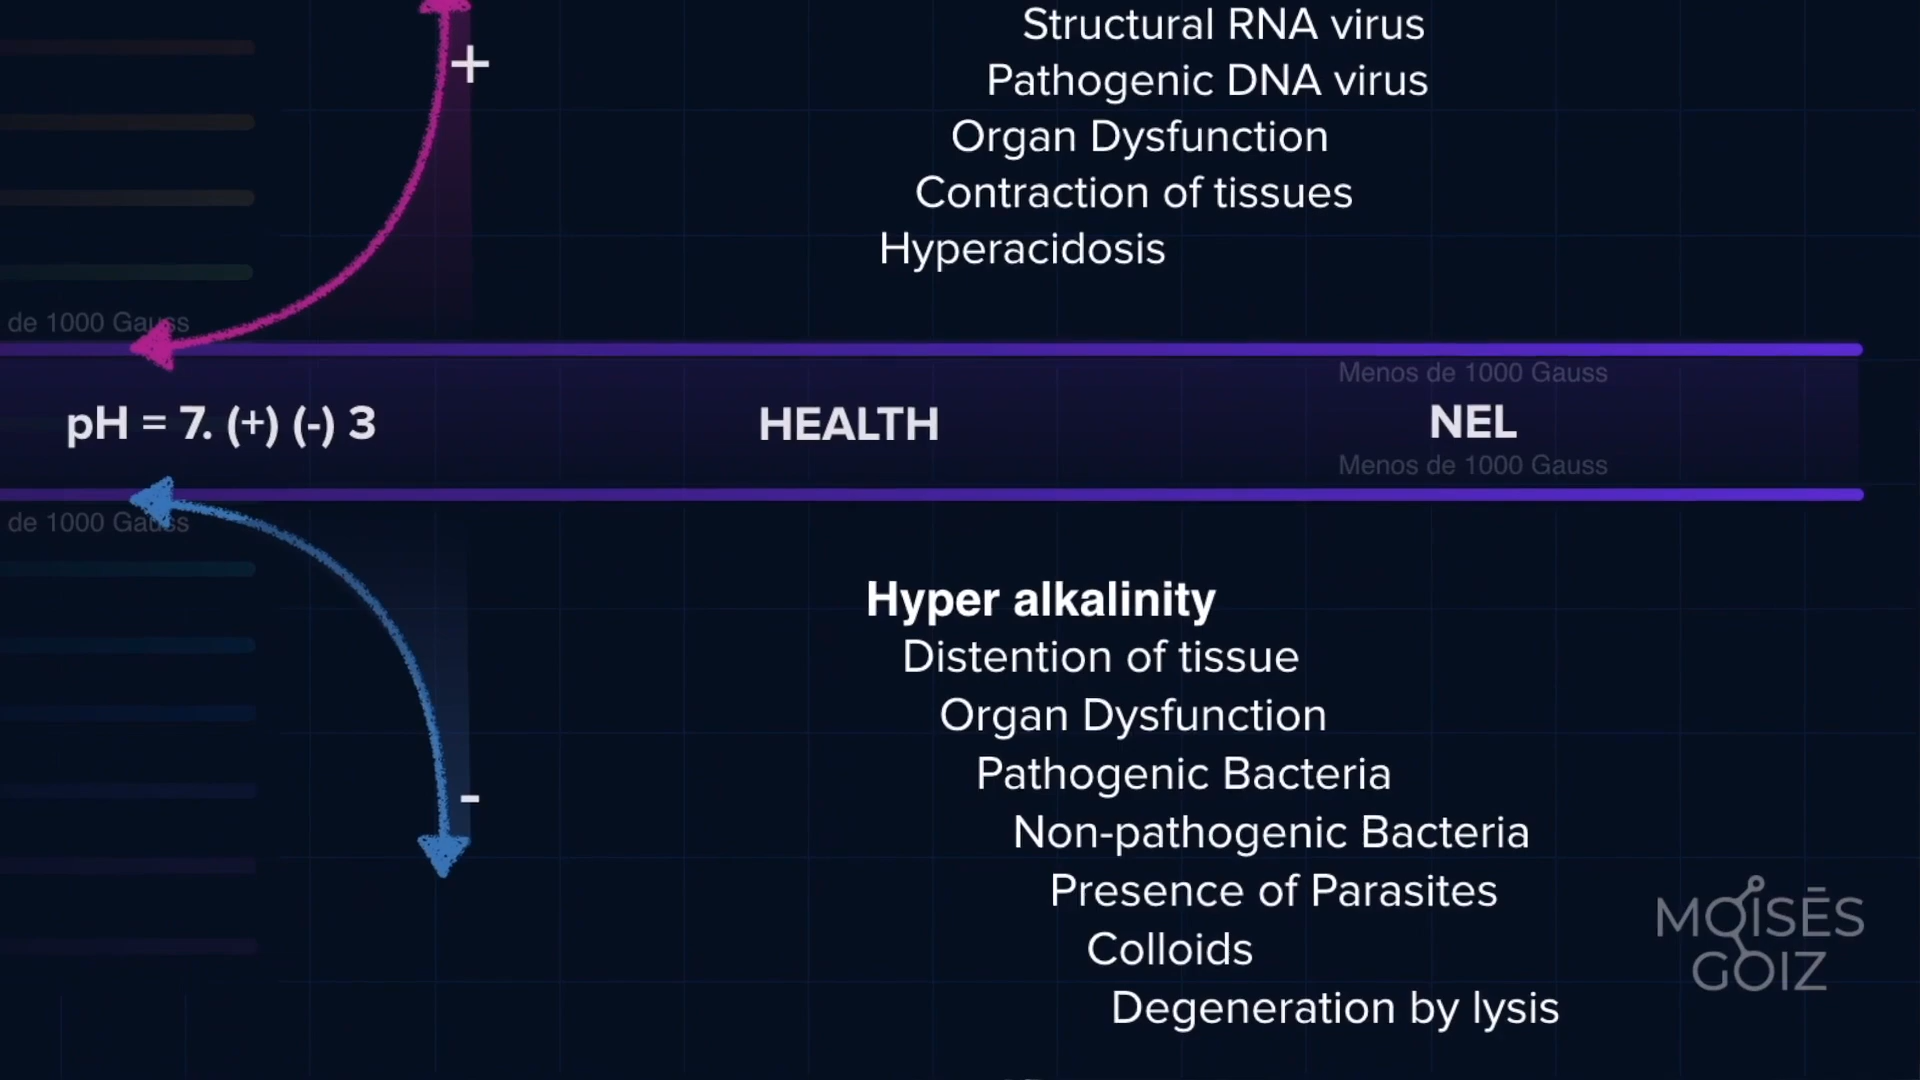 +
Structural RNA virus
Pathogenic DNA virus
Organ Dysfunction
Contraction of tissues
Hyperacidosis
de 1000 Gauss
Menos de 1000 Gauss
pH = 7. (+) (-) 3
HEALTH
NEL
Menos de 1000 Gauss
de 1000 Gauss
Hyper alkalinity
Distention of tissue
Organ Dysfunction
Pathogenic Bacteria
-
Non-pathogenic Bacteria
Presence of Parasites
Colloids
Degeneration by lysis
MOISĒS
GOIZ